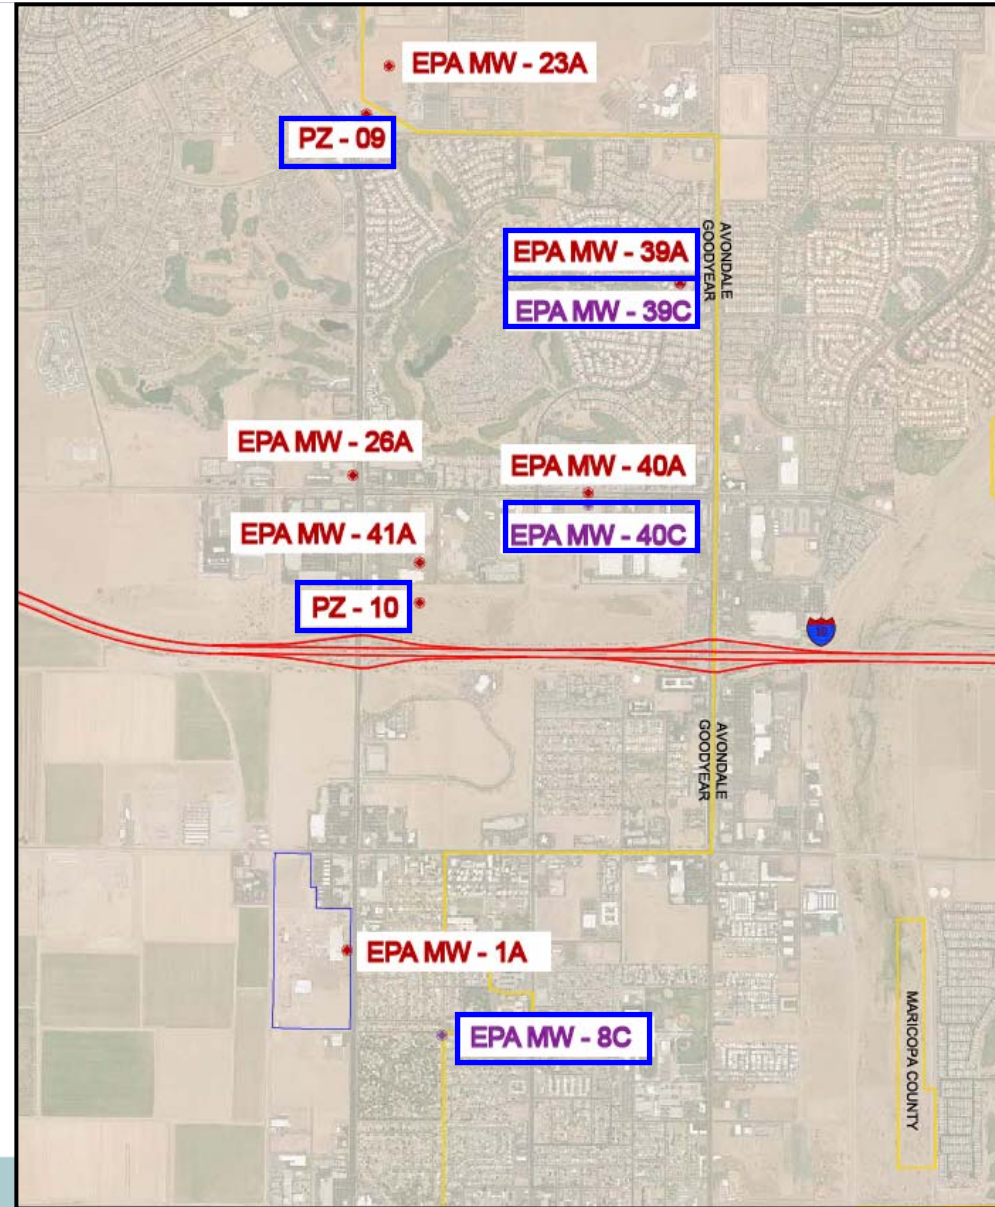 EPA MW - 23A
PZ - 09
AVONDALE
GOODYEAR
EPA MW - 39A
EPA MW - 39C
EPA MW - 26A
EPA MW - 40A
EPA MW - 40C
EPA MW - 41A
PZ - 10
10
AVONDALE
GOODYEAR
EPA MW - 1A
MARICOPA COUNTY
EPA MW - 8C